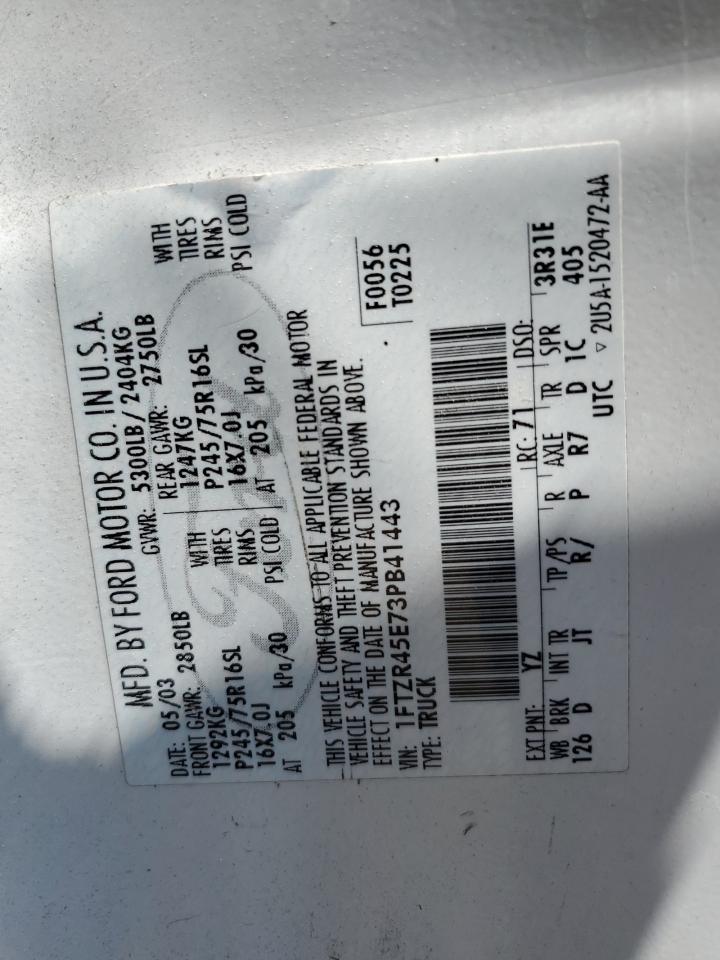 MFD. BY FORD MOTOR CO. IN U.S.A.
DATE: 05/03 GVWR: 5300LB / 2404KG
FRONT GAWR: 2850LB REAR GAWR: 2750LB
1292KG WITH 1247KG WITH
P245/75R16SL TIRES P245/75R16SL TIRES
16X7.0J RIMS 16X7.0J RIMS
AT 205 kPa/30 PSI COLD AT 205 kPa/30 PSI COLD
THIS VEHICLE CONFORMS TO ALL APPLICABLE FEDERAL MOTOR
VEHICLE SAFETY AND THEFT PREVENTION STANDARDS IN
EFFECT ON THE DATE OF MANUFACTURE SHOWN ABOVE.
VIN: 1FTZR45E73PB41443
TYPE: TRUCK
F0056
T0225
EXT PNT: YZ RC: 71 DSO:
WB BRK INT TR TP/PS R AXLE TR SPR 3R31E
126 D JT R/ P R7 D 1C 405
UTC ▽ 2U5A-1520472-AA
Ford